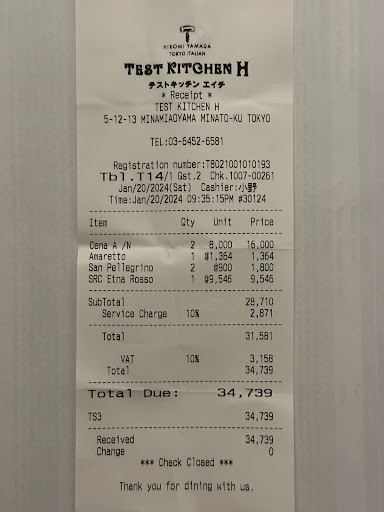 HIROMI YAMADA
TOKYO ITALIAN
TEST KITCHEN H
テストキッチン エイチ
* Receipt *
TEST KITCHEN H
5-12-13 MINAMIAOYAMA MINATO-KU TOKYO
TEL:03-6452-6581
Registration number:T8021001010193
Tbl.T14/1 Gst.2 Chk.1007-00261
Jan/20/2024(Sat) Cashier:小野
Time:Jan/20/2024 09:35:15PM #30124
Item Qty Unit Price
Cena A /N 2 8,000 16,000
Amaretto 1 @1,364 1,364
San Pellegrino 2 @900 1,800
SRC Etna Rosso 1 @9,546 9,546
SubTotal 28,710
Service Charge 10% 2,871
Total 31,581
VAT 10% 3,158
Total 34,739
Total Due: 34,739
TS3 34,739
Received 34,739
Change 0
*** Check Closed ***
Thank you for dining with us.